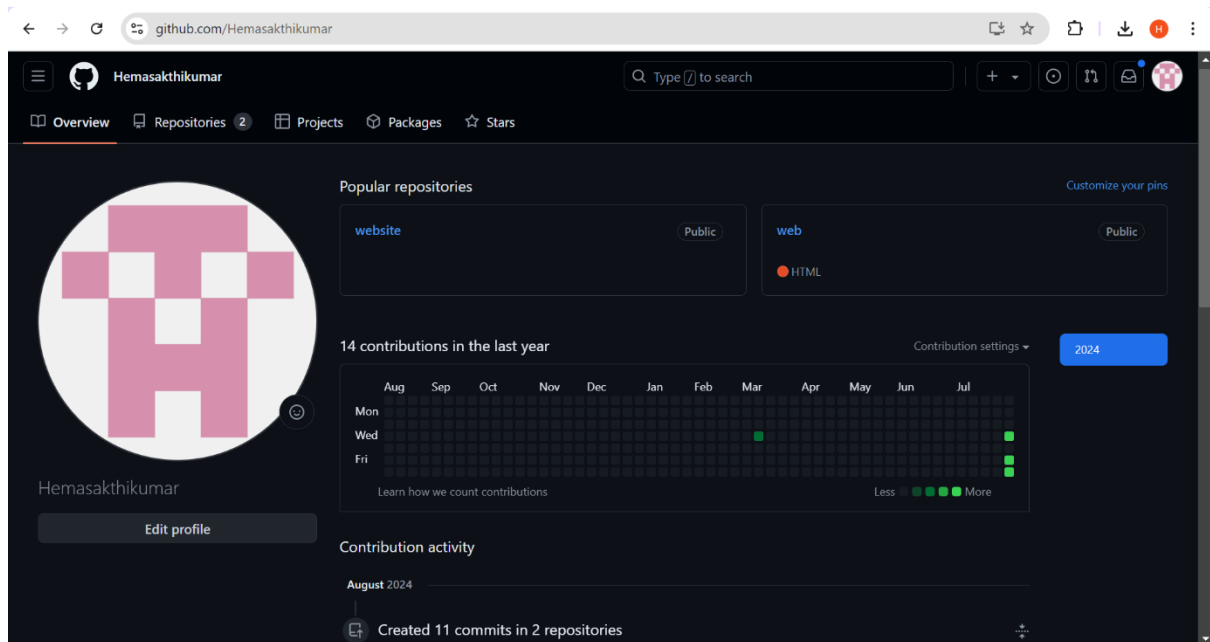 github.com/Hemasakthikumar
H
Hemasakthikumar
Type / to search
Overview Repositories 2 Projects Packages Stars
Popular repositories Customize your pins
website Public
web Public
HTML
14 contributions in the last year Contribution settings
2024
Aug Sep Oct Nov Dec Jan Feb Mar Apr May Jun Jul
Mon
Wed
Fri
Learn how we count contributions Less More
Hemasakthikumar
Edit profile
Contribution activity
August 2024
Created 11 commits in 2 repositories